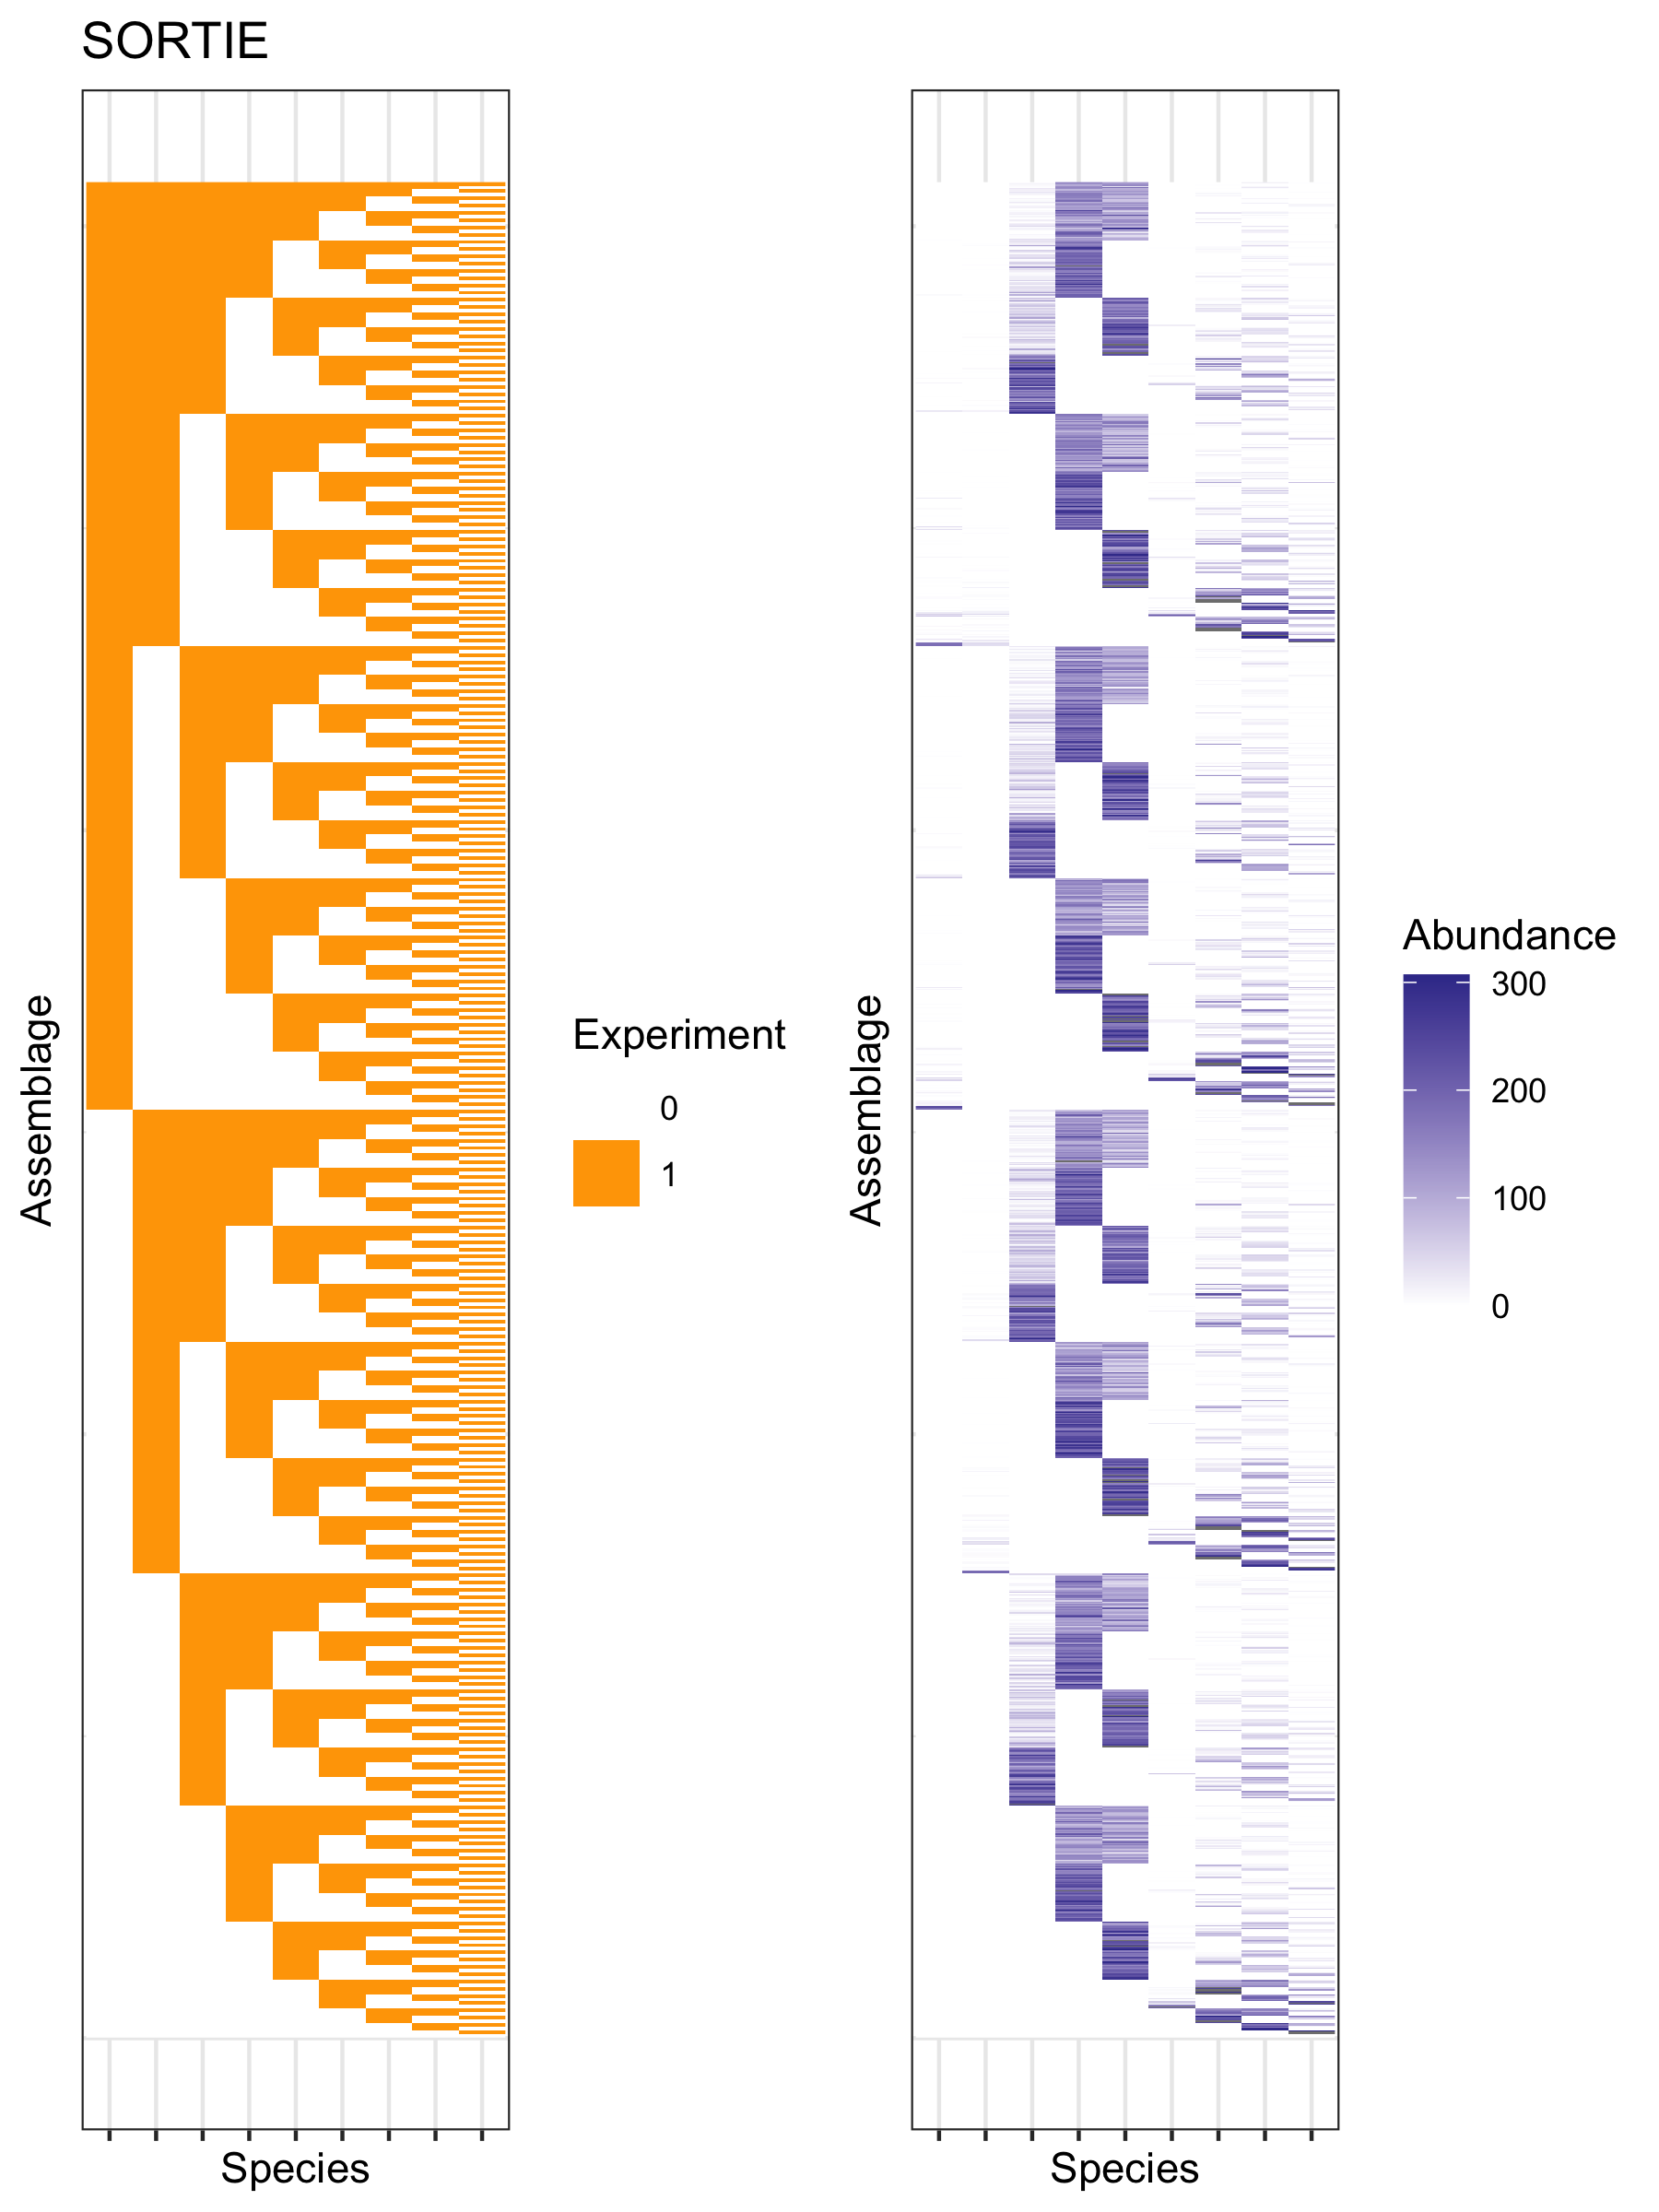 SORTIE
Assemblage
Species
Experiment
0
1
Assemblage
Species
Abundance
300
200
100
0